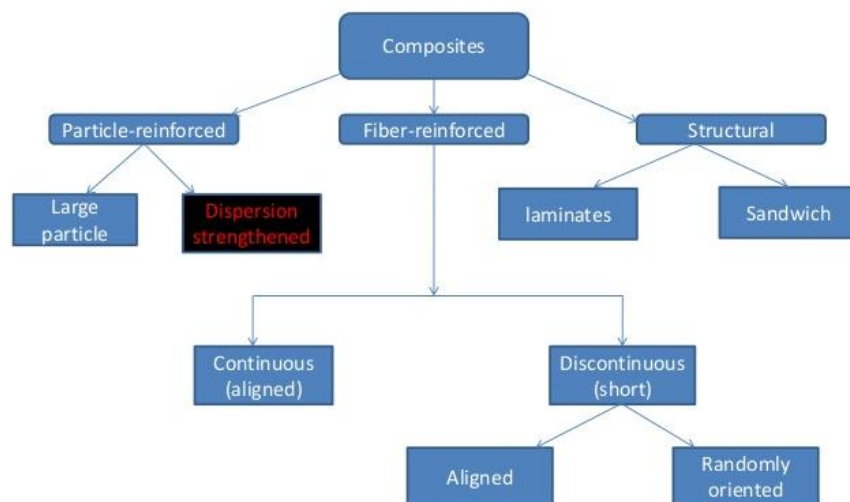 Composites
Particle-reinforced
Fiber-reinforced
Structural
Large
particle
Dispersion
strengthened
laminates
Sandwich
Continuous
(aligned)
Discontinuous
(short)
Aligned
Randomly
oriented